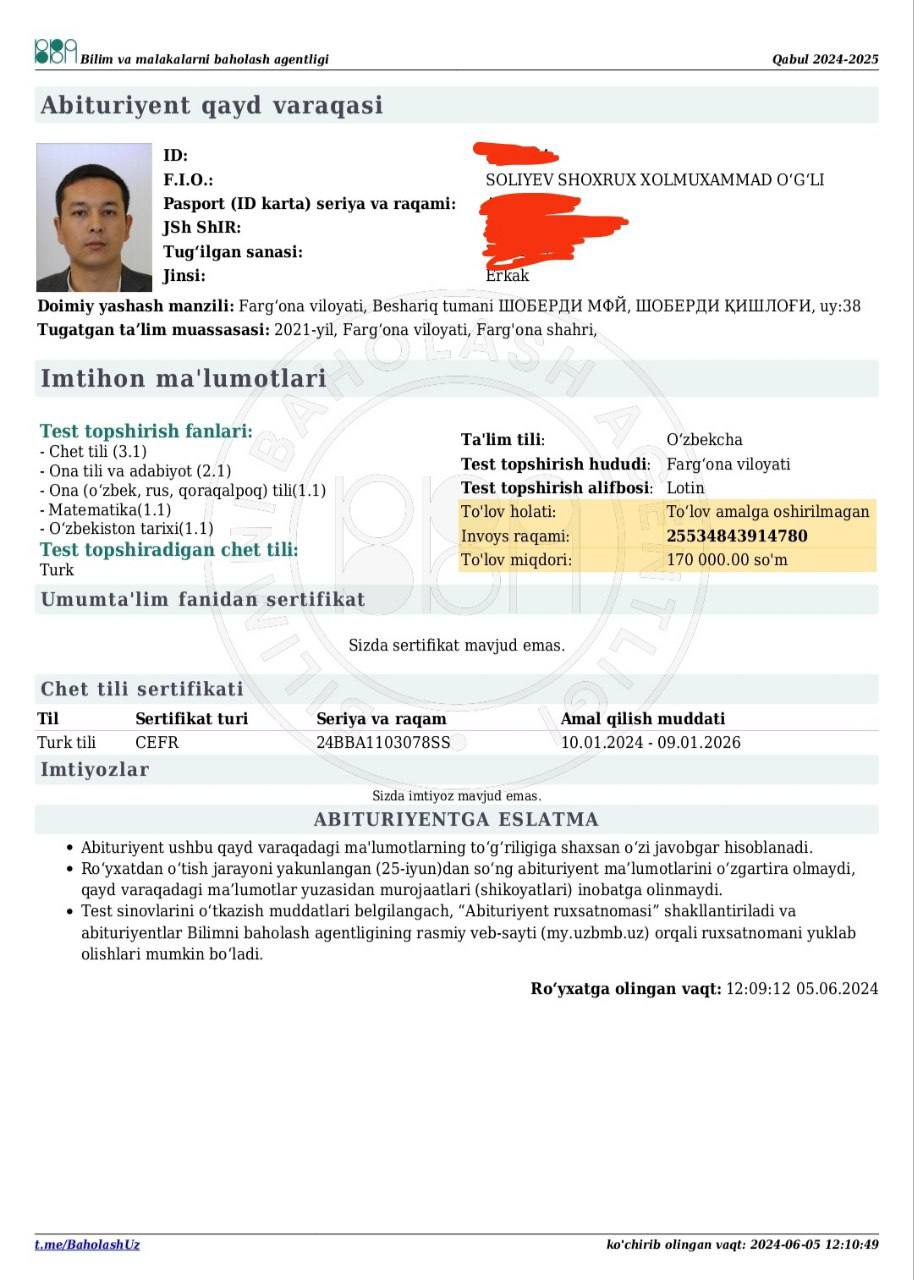 Bilim va malakalarni baholash agentligi Qabul 2024-2025
Abituriyent qayd varaqasi
ID:
F.I.O.: SOLIYEV SHOXRUX XOLMUXAMMAD O‘G‘LI
Pasport (ID karta) seriya va raqami:
JSh ShIR:
Tug‘ilgan sanasi:
Jinsi: Erkak
Doimiy yashash manzili: Farg‘ona viloyati, Beshariq tumani ШОБЕРДИ МФЙ, ШОБЕРДИ ҚИШЛОҒИ, uy:38
Tugatgan ta’lim muassasasi: 2021-yil, Farg‘ona viloyati, Farg'ona shahri,
Imtihon ma'lumotlari
Test topshirish fanlari:
- Chet tili (3.1)
- Ona tili va adabiyot (2.1)
- Ona (o‘zbek, rus, qoraqalpoq) tili(1.1)
- Matematika(1.1)
- O‘zbekiston tarixi(1.1)
Test topshiradigan chet tili:
Turk
Ta'lim tili: O‘zbekcha
Test topshirish hududi: Farg‘ona viloyati
Test topshirish alifbosi: Lotin
To'lov holati: To‘lov amalga oshirilmagan
Invoys raqami: 25534843914780
To'lov miqdori: 170 000.00 so'm
Umumta'lim fanidan sertifikat
Sizda sertifikat mavjud emas.
Chet tili sertifikati
Til Sertifikat turi Seriya va raqam Amal qilish muddati
Turk tili CEFR 24BBA1103078SS 10.01.2024 - 09.01.2026
Imtiyozlar
Sizda imtiyoz mavjud emas.
ABITURIYENTGA ESLATMA
• Abituriyent ushbu qayd varaqadagi ma'lumotlarning to‘g‘riligiga shaxsan o‘zi javobgar hisoblanadi.
• Ro‘yxatdan o‘tish jarayoni yakunlangan (25-iyun)dan so‘ng abituriyent ma’lumotlarini o‘zgartira olmaydi,
qayd varaqadagi ma’lumotlar yuzasidan murojaatlari (shikoyatlari) inobatga olinmaydi.
• Test sinovlarini o‘tkazish muddatlari belgilangach, “Abituriyent ruxsatnomasi” shakllantiriladi va
abituriyentlar Bilimni baholash agentligining rasmiy veb-sayti (my.uzbmb.uz) orqali ruxsatnomani yuklab
olishlari mumkin bo‘ladi.
Ro‘yxatga olingan vaqt: 12:09:12 05.06.2024
BILIMNI BAHOLASH AGENTLIGI
t.me/BaholashUz ko'chirib olingan vaqt: 2024-06-05 12:10:49